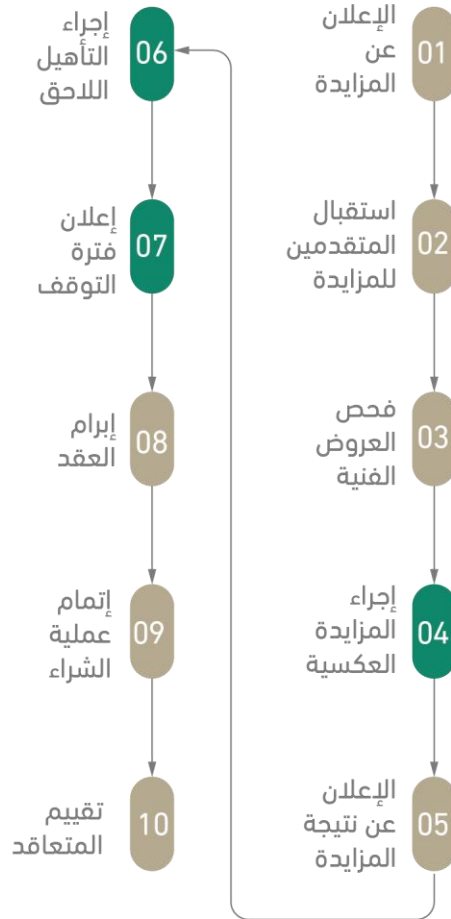 01
الإعلان
عن
المزايدة
02
استقبال
المتقدمين
للمزايدة
03
فحص
العروض
الفنية
04
إجراء
المزايدة
العكسية
05
الإعلان
عن نتيجة
المزايدة
06
إجراء
التأهيل
اللاحق
07
إعلان
فترة
التوقف
08
إبرام
العقد
09
إتمام
عملية
الشراء
10
تقييم
المتعاقد